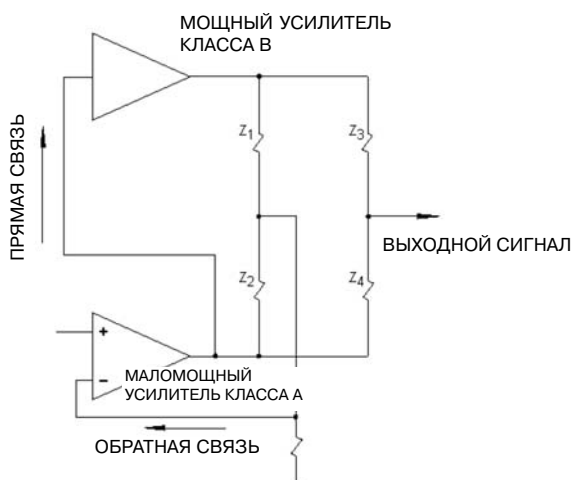 МОЩНЫЙ УСИЛИТЕЛЬ
КЛАССА В
ПРЯМАЯ СВЯЗЬ
Z1
Z3
ВЫХОДНОЙ СИГНАЛ
Z2
Z4
+
−
МАЛОМОЩНЫЙ
УСИЛИТЕЛЬ КЛАССА А
ОБРАТНАЯ СВЯЗЬ